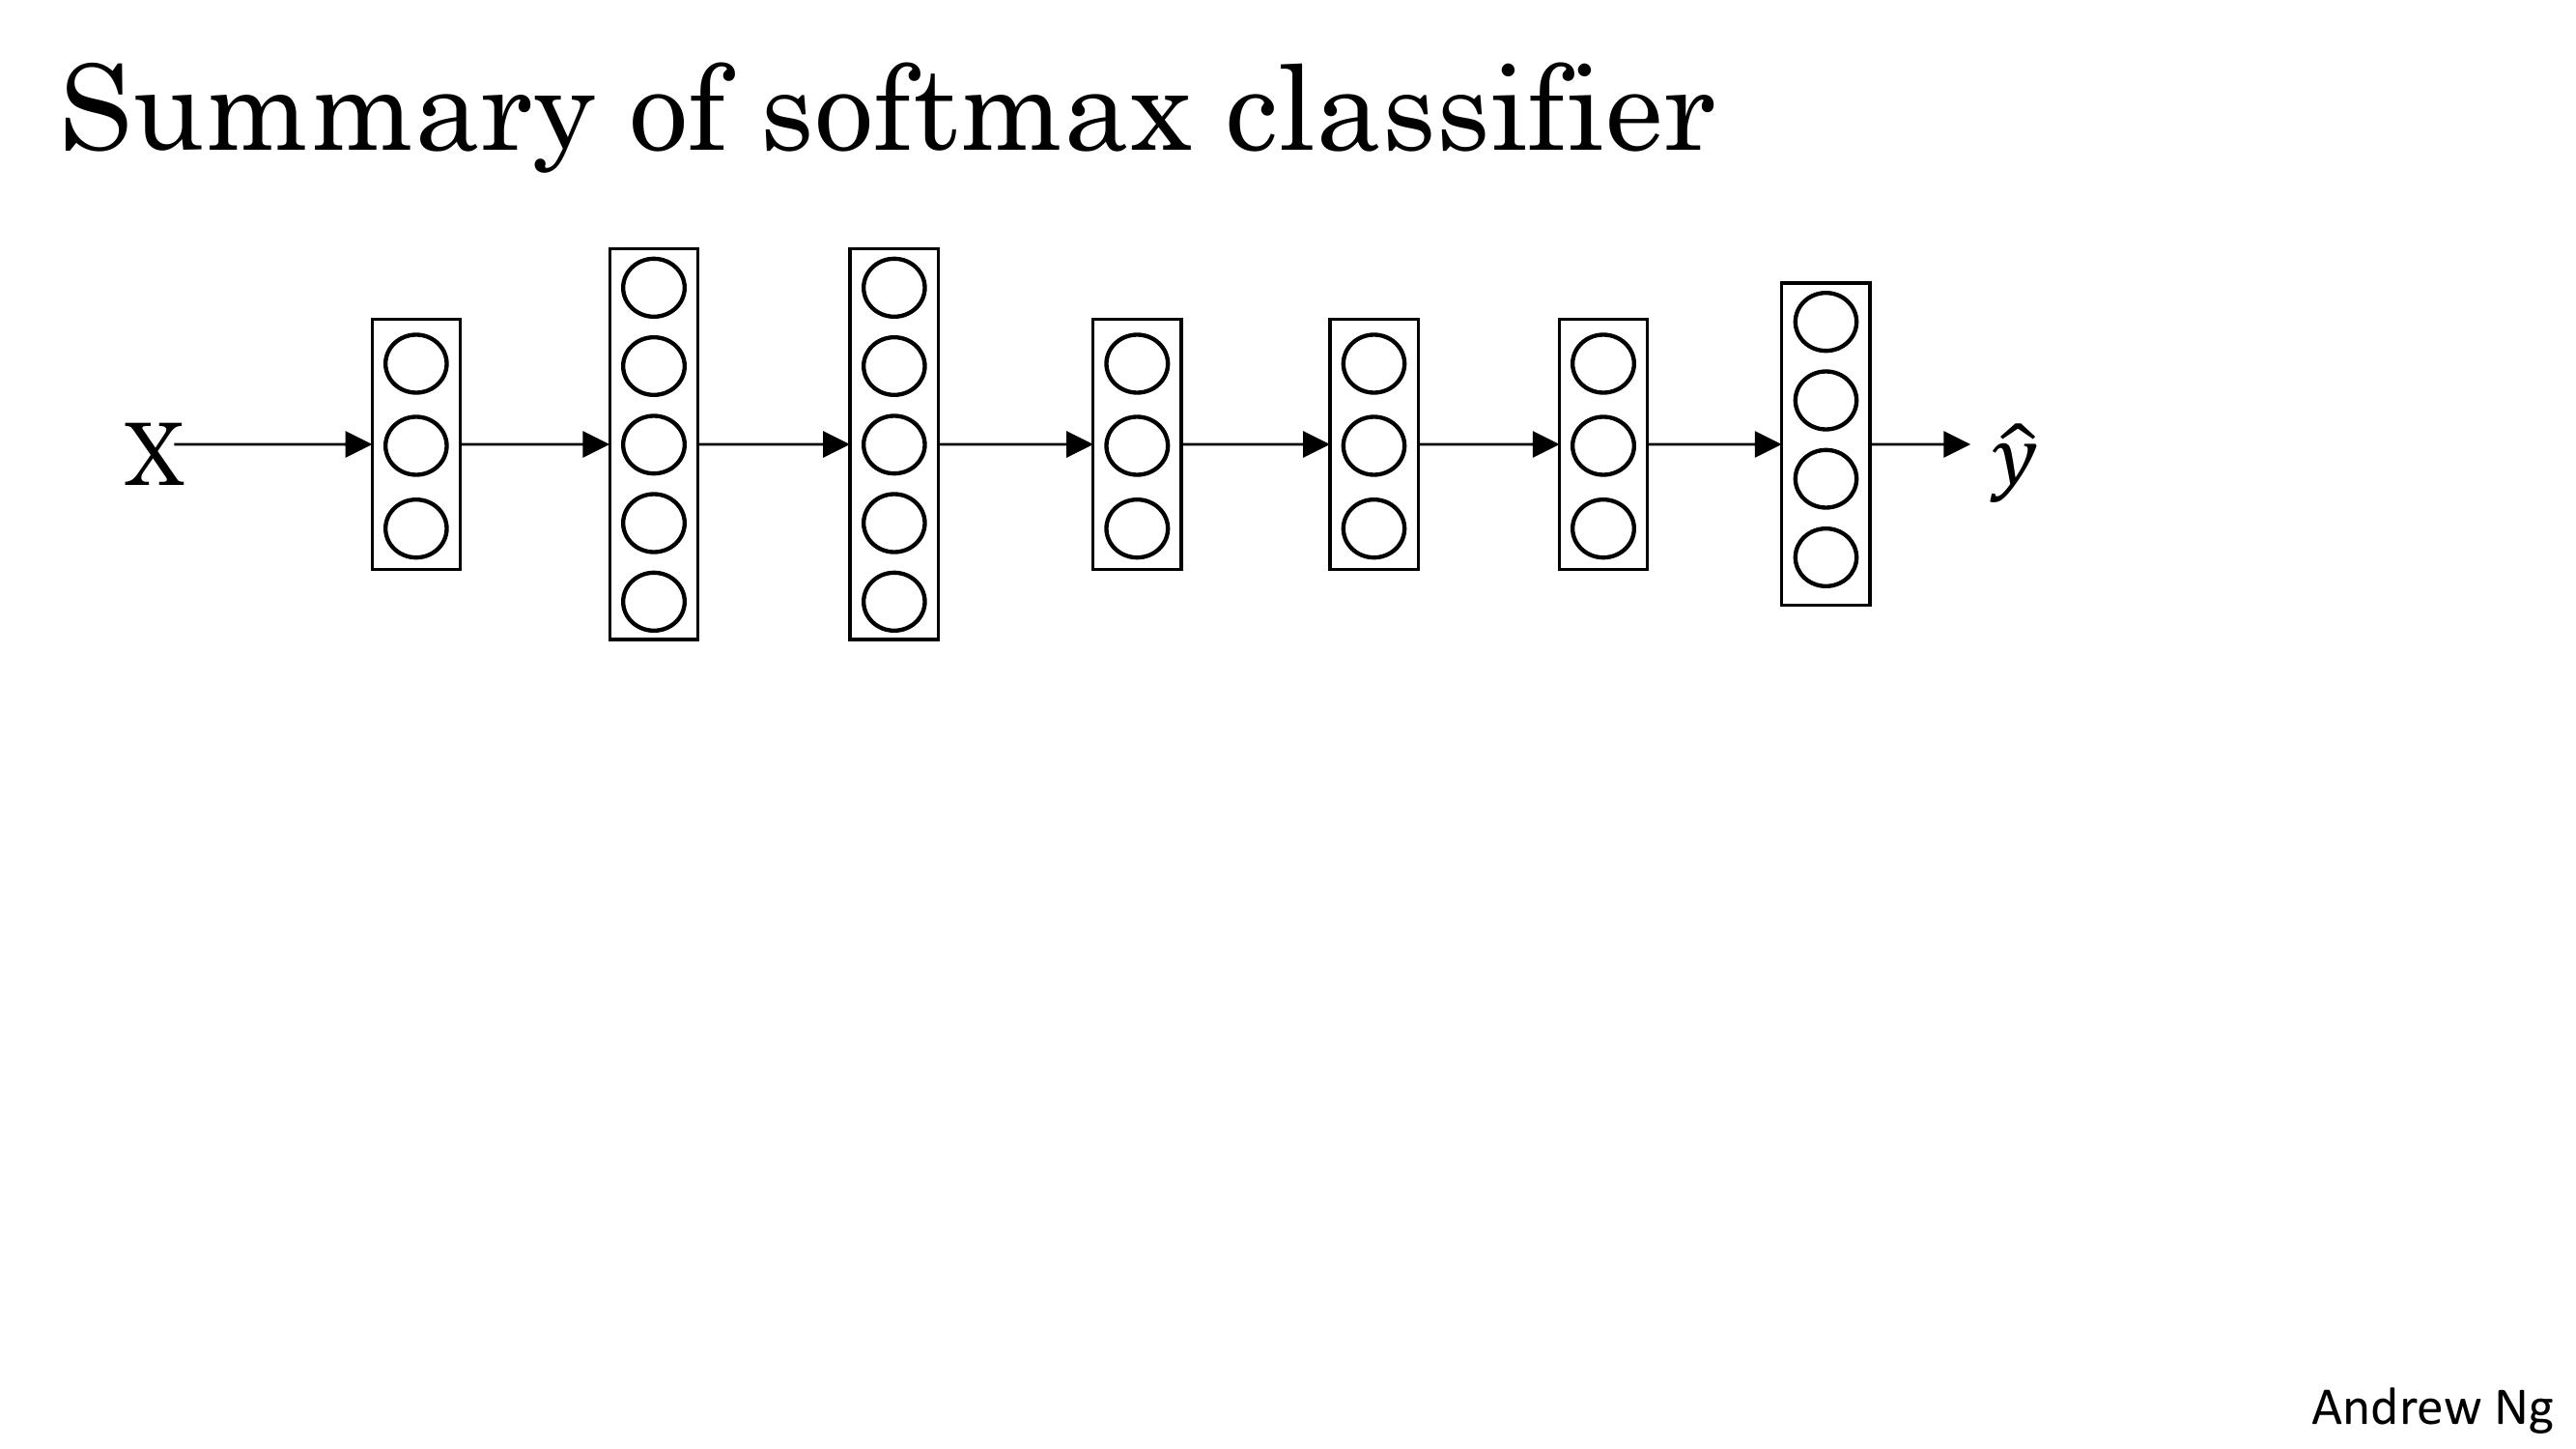 Summary of softmax classifier
X
ŷ
Andrew Ng